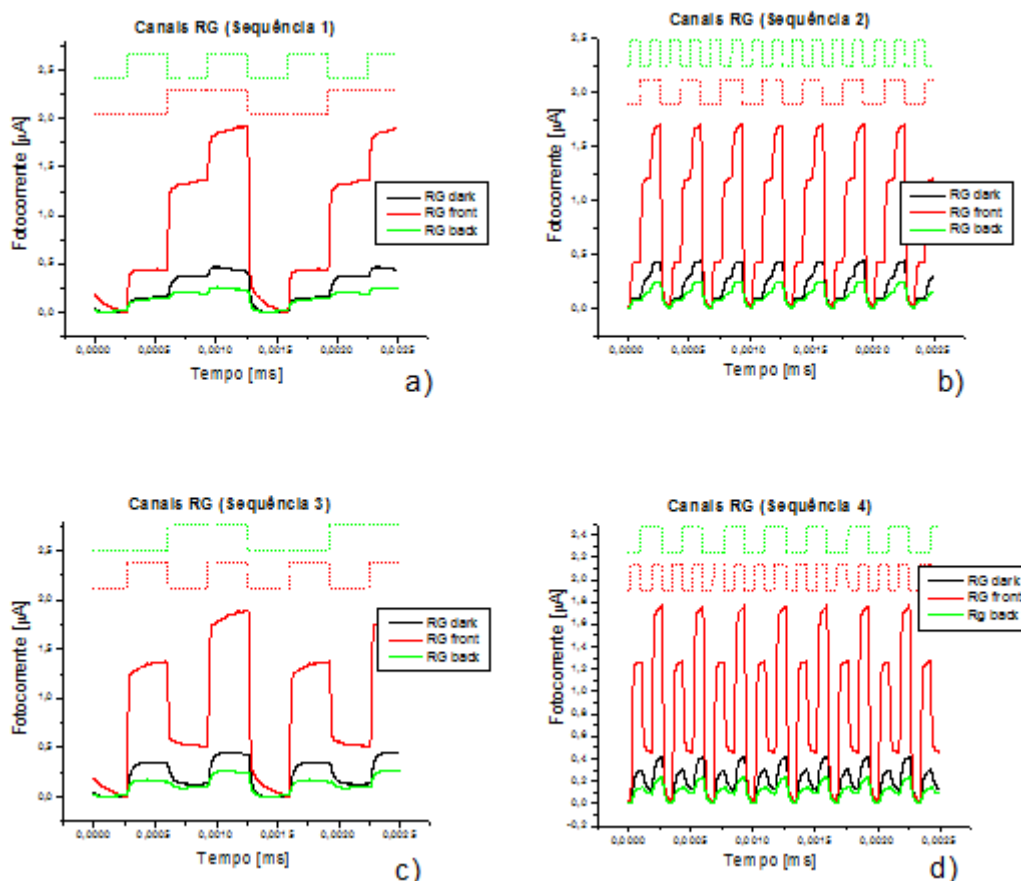 Canais RG (Sequência 1)
Fotocorrente [µA]
2,5
2,0
1,5
1,0
0,5
0,0
RG dark
RG front
RG back
0,0000 0,0005 0,0010 0,0015 0,0020 0,0025
Tempo [ms]
a)
Canais RG (Sequência 2)
Fotocorrente [µA]
2,5
2,0
1,5
1,0
0,5
0,0
RG dark
RG front
RG back
0,0000 0,0005 0,0010 0,0015 0,0020 0,0025
Tempo [ms]
b)
Canais RG (Sequência 3)
Fotocorrente [µA]
2,5
2,0
1,5
1,0
0,5
0,0
RG dark
RG front
RG back
0,0000 0,0005 0,0010 0,0015 0,0020 0,0025
Tempo [ms]
c)
Canais RG (Sequência 4)
Fotocorrente [µA]
2,4
2,2
2,0
1,8
1,6
1,4
1,2
1,0
0,8
0,6
0,4
0,2
0,0
-0,2
RG dark
RG front
Rg back
0,0000 0,0005 0,0010 0,0015 0,0020 0,0025
Tempo [ms]
d)